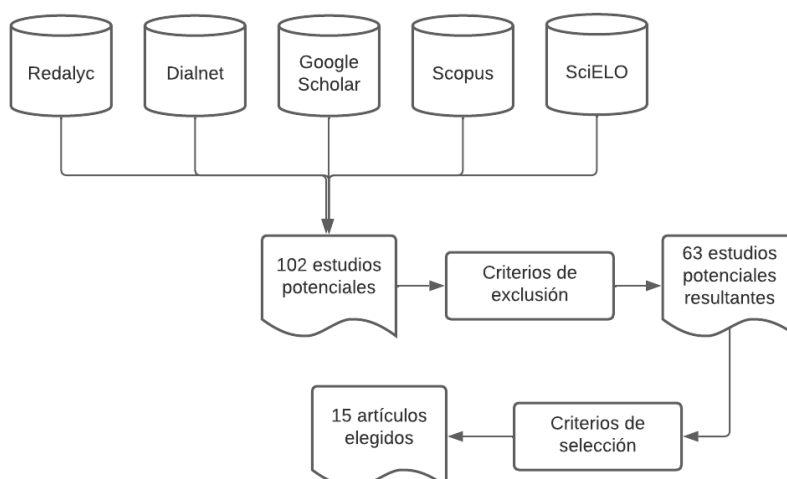 Redalyc
Dialnet
Google
Scholar
Scopus
SciELO
102 estudios
potenciales
Criterios de
exclusión
63 estudios
potenciales
resultantes
15 artículos
elegidos
Criterios de
selección